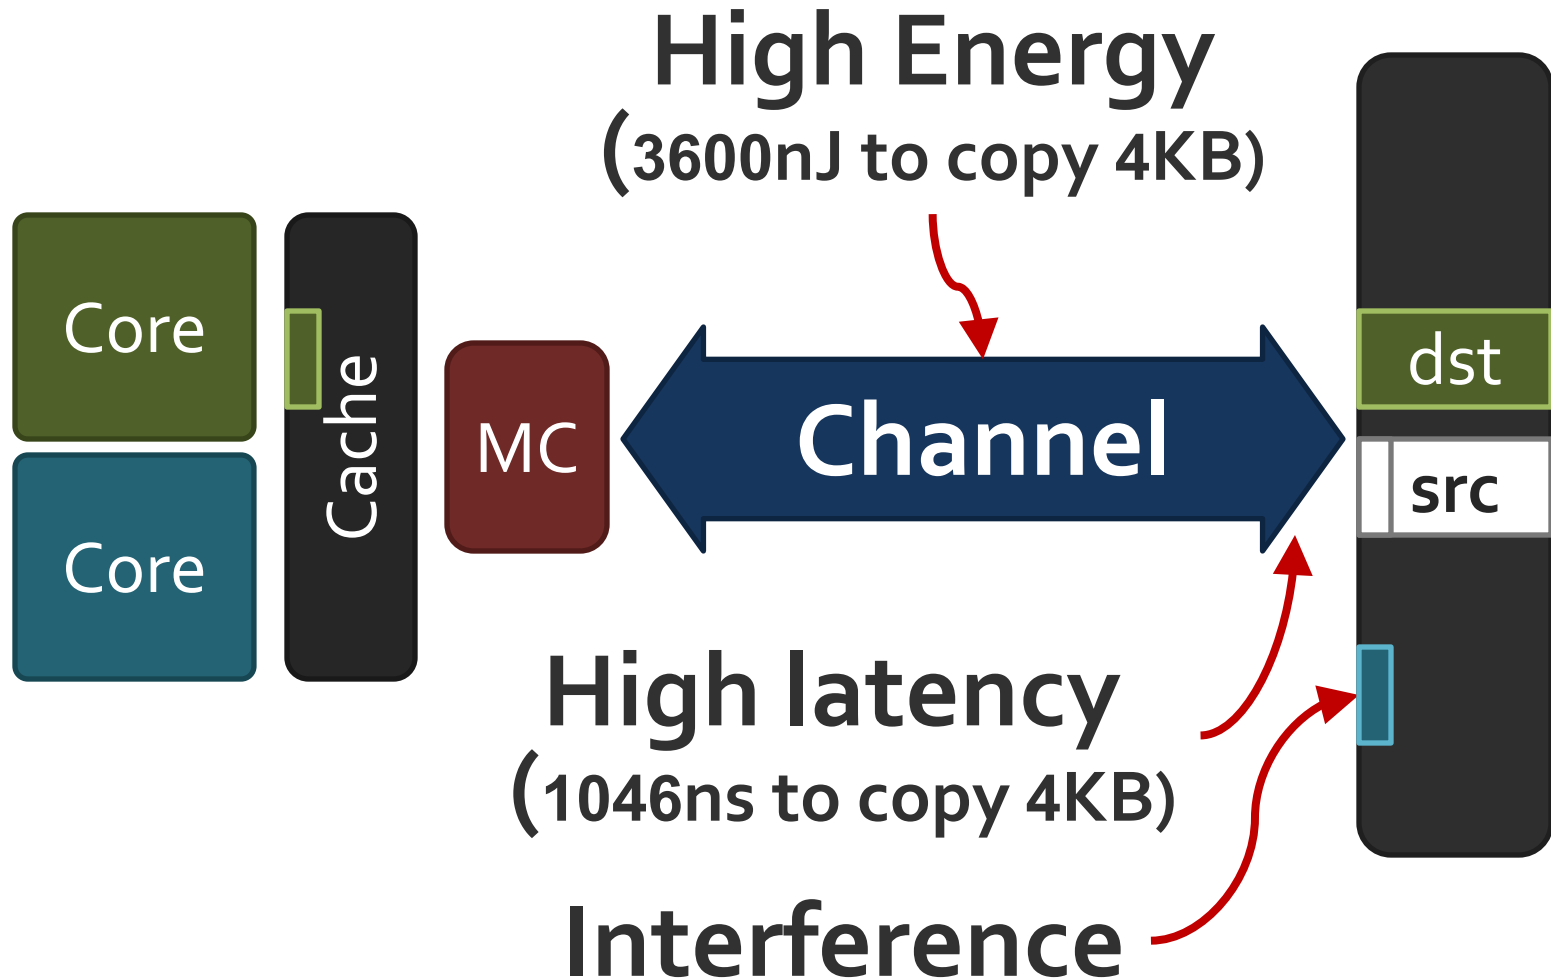 High Energy
(3600nJ to copy 4KB)
Core
Cache
MC
Channel
dst
src
Core
High latency
(1046ns to copy 4KB)
Interference